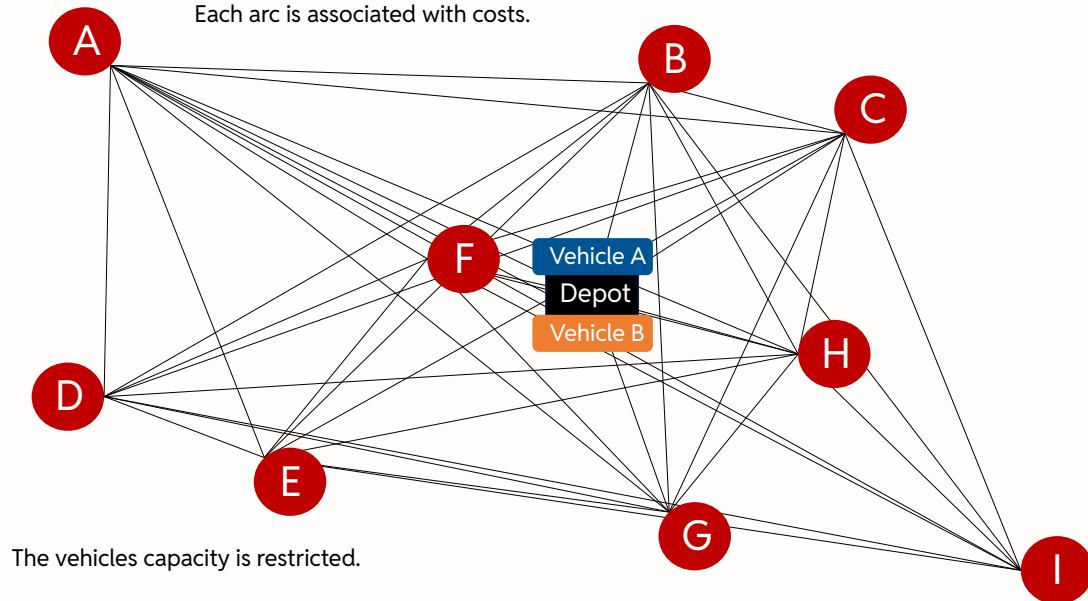 Each arc is associated with costs.
A
B
C
F
Vehicle A
Depot
Vehicle B
H
D
E
G
I
The vehicles capacity is restricted.